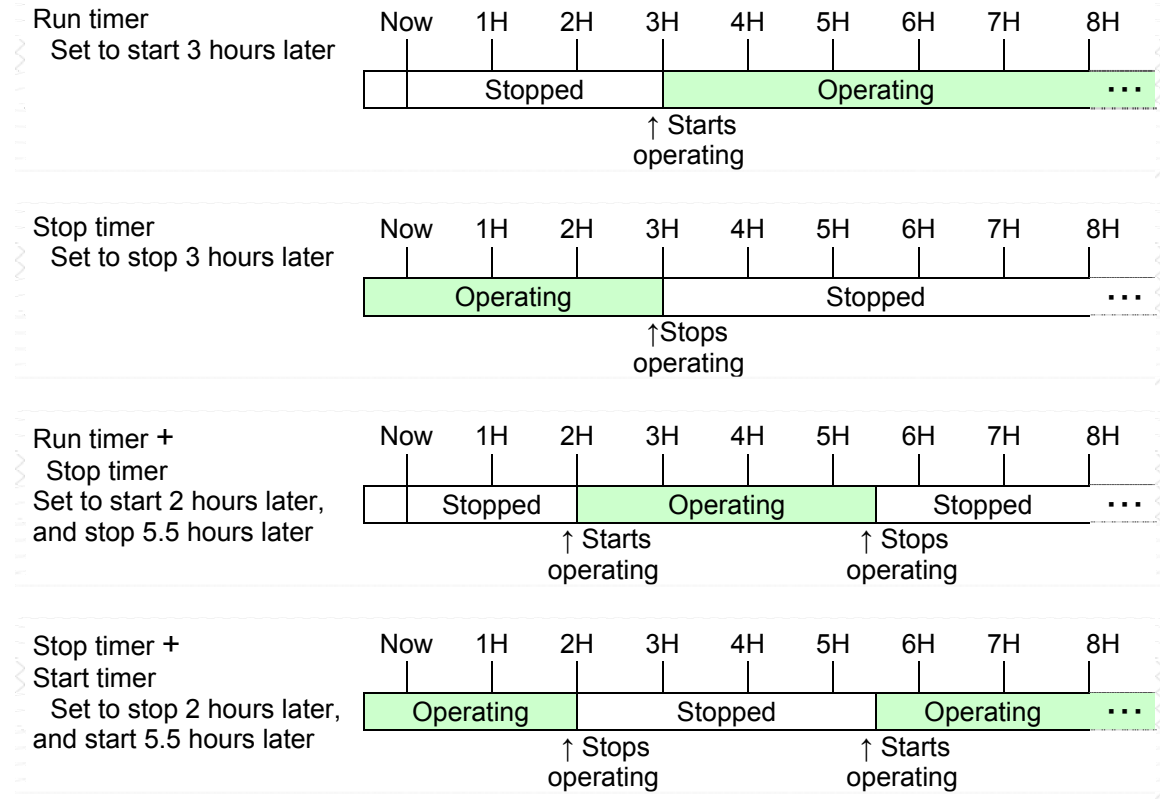 Run timer
Set to start 3 hours later
Now 1H 2H 3H 4H 5H 6H 7H 8H
Stopped Operating ···
↑ Starts
operating
Stop timer
Set to stop 3 hours later
Now 1H 2H 3H 4H 5H 6H 7H 8H
Operating Stopped ···
↑Stops
operating
Run timer +
Stop timer
Set to start 2 hours later,
and stop 5.5 hours later
Now 1H 2H 3H 4H 5H 6H 7H 8H
Stopped Operating Stopped ···
↑ Starts ↑ Stops
operating operating
Stop timer +
Start timer
Set to stop 2 hours later,
and start 5.5 hours later
Now 1H 2H 3H 4H 5H 6H 7H 8H
Operating Stopped Operating ···
↑ Stops ↑ Starts
operating operating